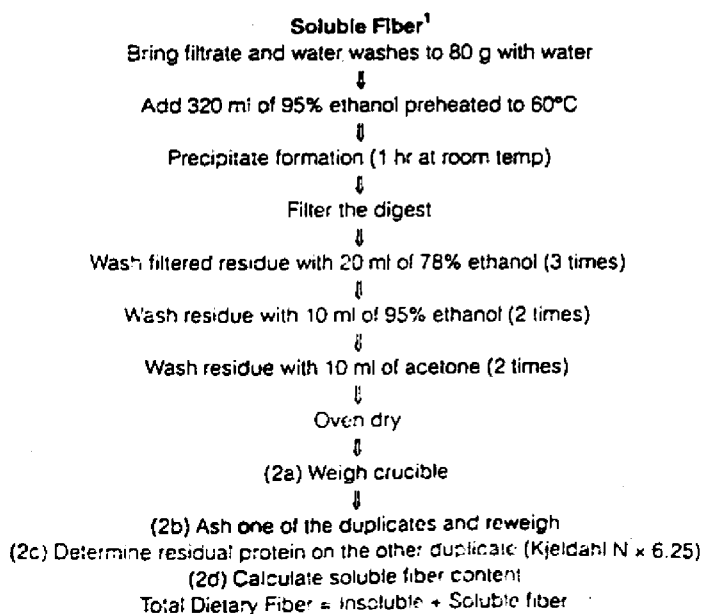 Soluble Fiber¹
Bring filtrate and water washes to 80 g with water
⇓
Add 320 ml of 95% ethanol preheated to 60°C
⇓
Precipitate formation (1 hr at room temp)
⇓
Filter the digest
⇓
Wash filtered residue with 20 ml of 78% ethanol (3 times)
⇓
Wash residue with 10 ml of 95% ethanol (2 times)
⇓
Wash residue with 10 ml of acetone (2 times)
⇓
Oven dry
⇓
(2a) Weigh crucible
⇓
(2b) Ash one of the duplicates and reweigh
(2c) Determine residual protein on the other duplicate (Kjeldahl N × 6.25)
(2d) Calculate soluble fiber content
Total Dietary Fiber = Insoluble + Soluble fiber